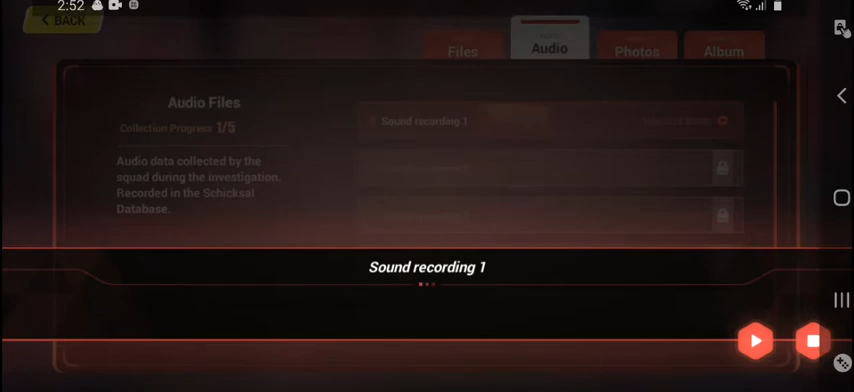 2:52
BACK
Files
Audio
Photos
Album
Audio Files
Collection Progress 1/5
Audio data collected by the
squad during the investigation.
Recorded in the Schicksal
Database.
Sound recording 1
Sound recording 1